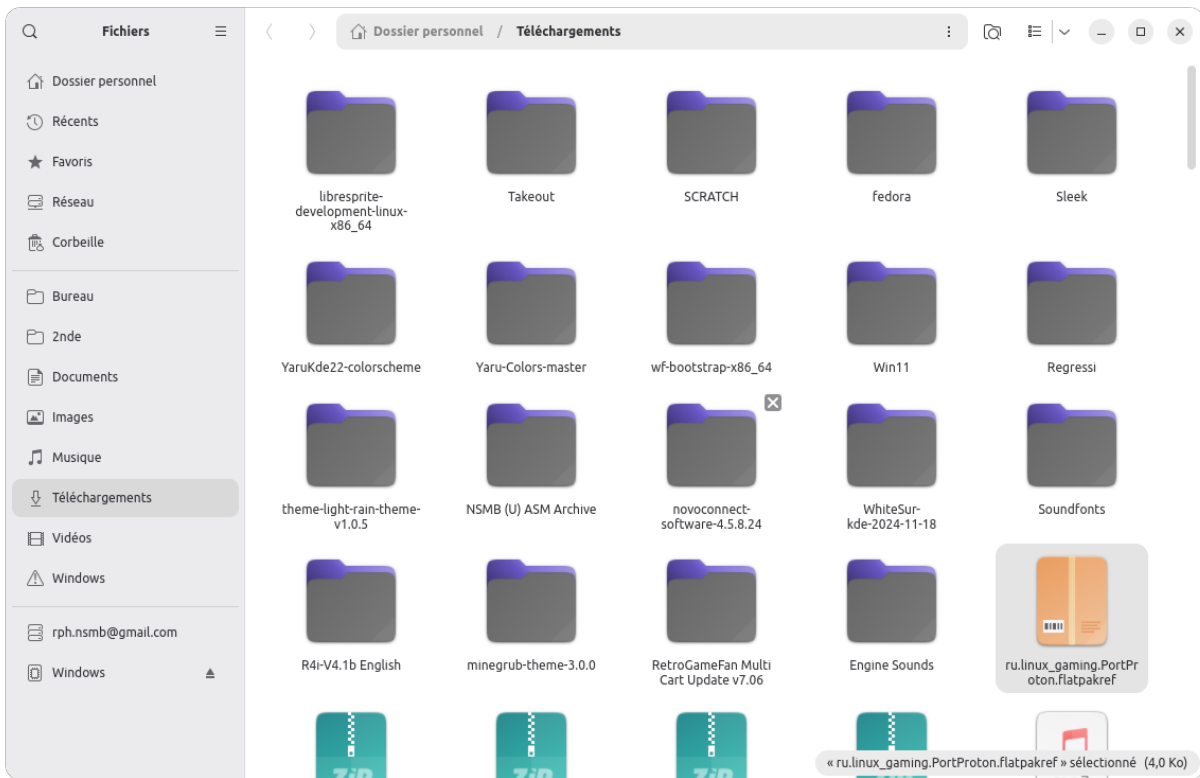 Fichiers
Dossier personnel / Téléchargements
Dossier personnel
Récents
Favoris
Réseau
Corbeille
Bureau
2nde
Documents
Images
Musique
Téléchargements
Vidéos
Windows
rph.nsmb@gmail.com
Windows
libresprite-
development-linux-
x86_64
Takeout
SCRATCH
fedora
Sleek
YaruKde22-colorscheme
Yaru-Colors-master
wf-bootstrap-x86_64
Win11
Regressi
theme-light-rain-theme-
v1.0.5
NSMB (U) ASM Archive
novoconnect-
software-4.5.8.24
WhiteSur-
kde-2024-11-18
Soundfonts
R4i-V4.1b English
minegrub-theme-3.0.0
RetroGameFan Multi
Cart Update v7.06
Engine Sounds
ru.linux_gaming.PortPr
oton.flatpakref
ZIP
ZIP
ZIP
ZIP
« ru.linux_gaming.PortProton.flatpakref » sélectionné (4,0 Ko)